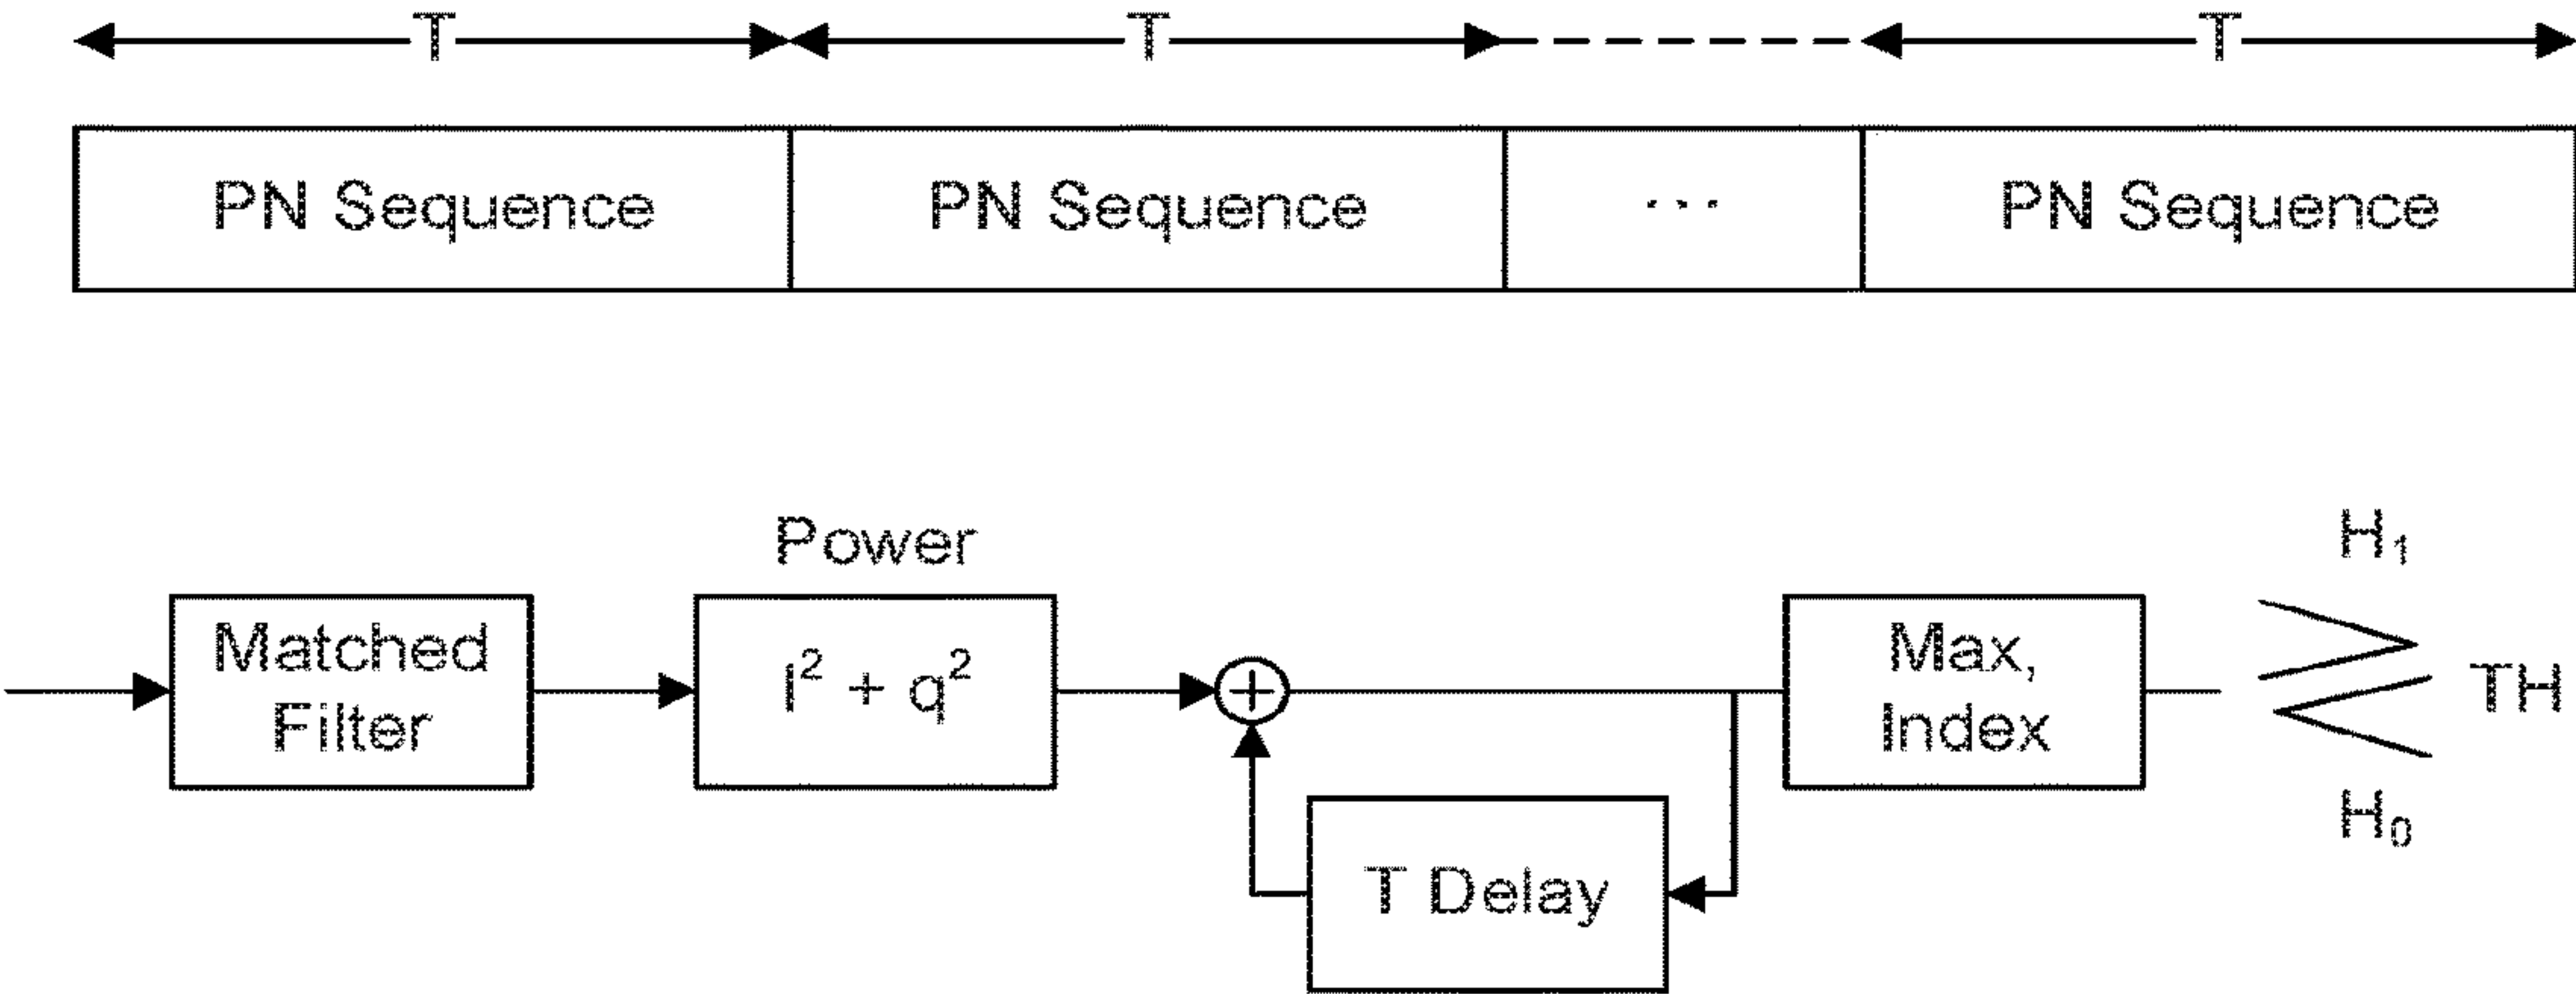 T T T
PN Sequence PN Sequence ... PN Sequence
Power
H₁
Matched
Filter
I² + q²
+
Max,
Index
TH
H₀
T Delay